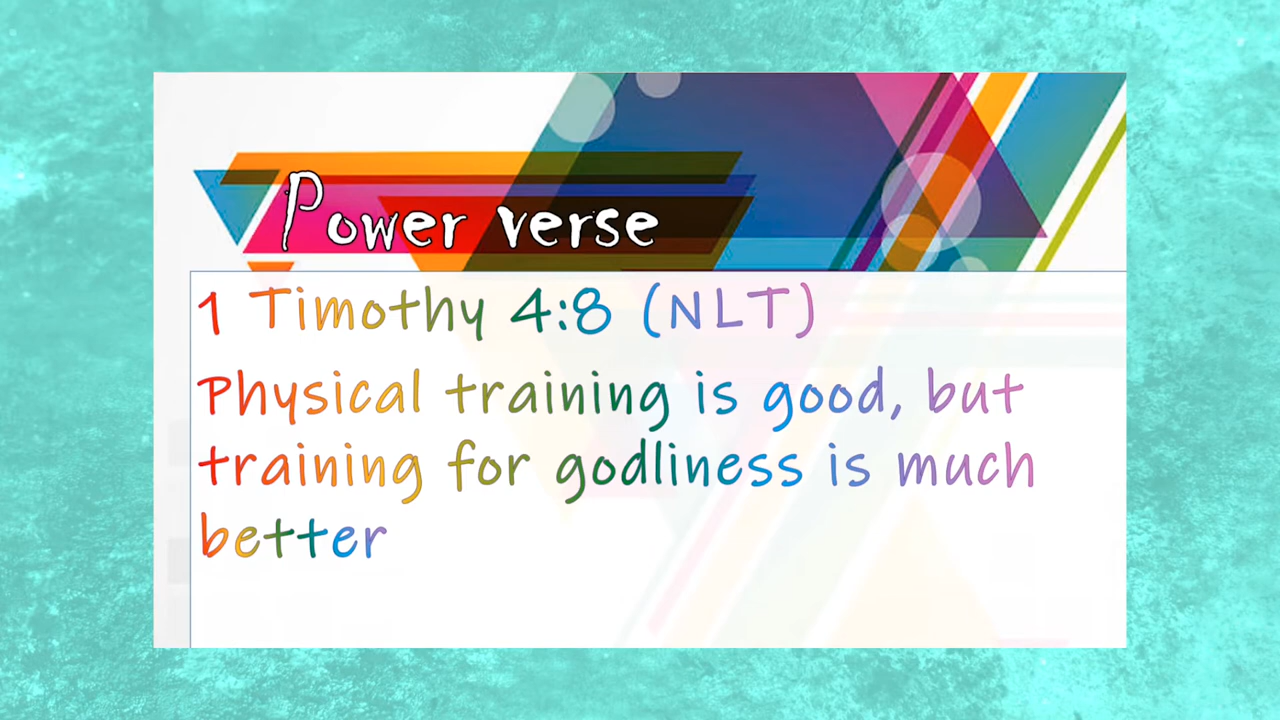 Power verse
1 Timothy 4:8 (NLT)
Physical training is good, but
training for godliness is much
better